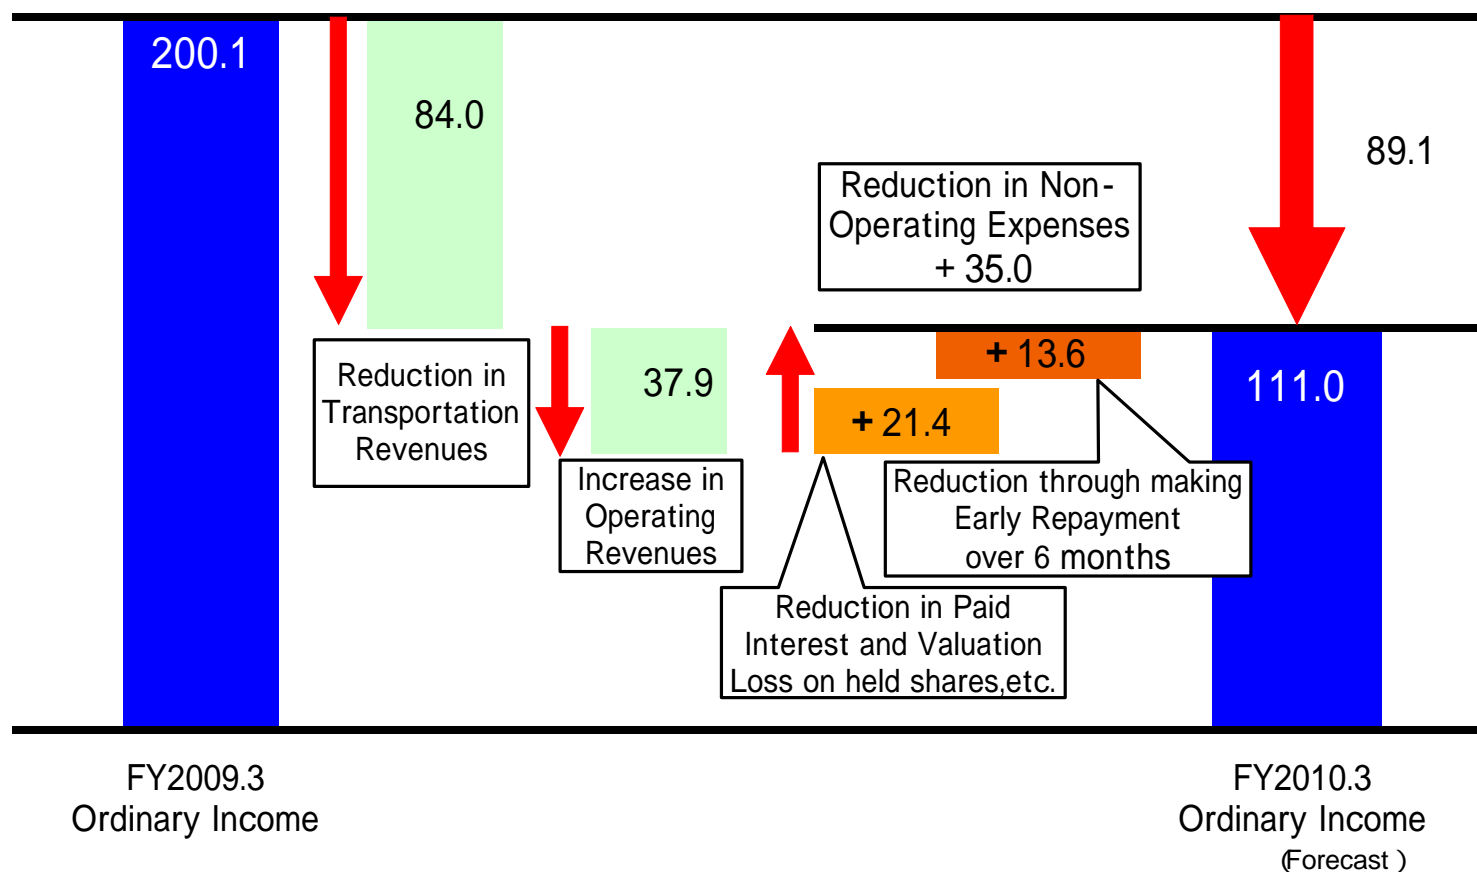 200.1
84.0
89.1
Reduction in Non-
Operating Expenses
+ 35.0
+ 13.6
Reduction in
Transportation
Revenues
37.9
111.0
+ 21.4
Increase in
Operating
Revenues
Reduction through making
Early Repayment
over 6 months
Reduction in Paid
Interest and Valuation
Loss on held shares,etc.
FY2009.3
Ordinary Income
FY2010.3
Ordinary Income
(Forecast )